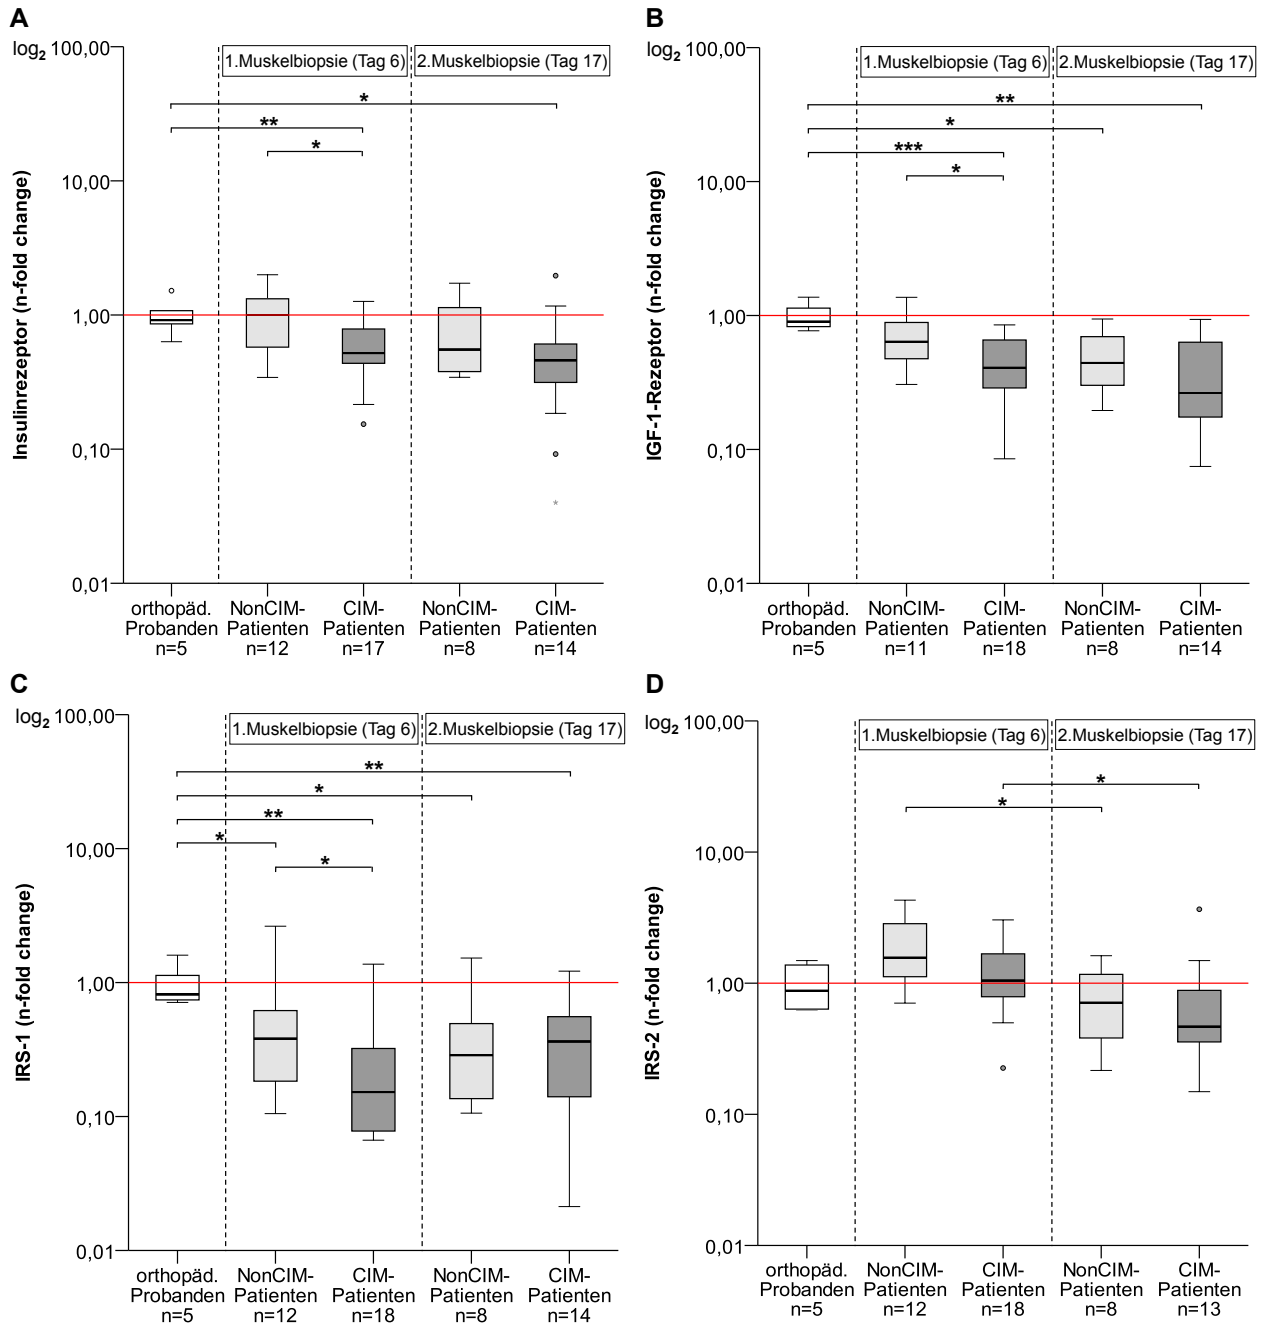 A
log2 100,00
1.Muskelbiopsie (Tag 6)
2.Muskelbiopsie (Tag 17)
*
**
*
10,00
1,00
0,10
*
0,01
Insulinrezeptor (n-fold change)
orthopäd.
Probanden
n=5
NonCIM-
Patienten
n=12
CIM-
Patienten
n=17
NonCIM-
Patienten
n=8
CIM-
Patienten
n=14
B
log2 100,00
1.Muskelbiopsie (Tag 6)
2.Muskelbiopsie (Tag 17)
**
*
***
*
10,00
1,00
0,10
0,01
IGF-1-Rezeptor (n-fold change)
orthopäd.
Probanden
n=5
NonCIM-
Patienten
n=11
CIM-
Patienten
n=18
NonCIM-
Patienten
n=8
CIM-
Patienten
n=14
C
log2 100,00
1.Muskelbiopsie (Tag 6)
2.Muskelbiopsie (Tag 17)
**
*
**
*
*
10,00
1,00
0,10
0,01
IRS-1 (n-fold change)
orthopäd.
Probanden
n=5
NonCIM-
Patienten
n=12
CIM-
Patienten
n=18
NonCIM-
Patienten
n=8
CIM-
Patienten
n=14
D
log2 100,00
1.Muskelbiopsie (Tag 6)
2.Muskelbiopsie (Tag 17)
*
*
10,00
1,00
0,10
0,01
IRS-2 (n-fold change)
orthopäd.
Probanden
n=5
NonCIM-
Patienten
n=12
CIM-
Patienten
n=18
NonCIM-
Patienten
n=8
CIM-
Patienten
n=13